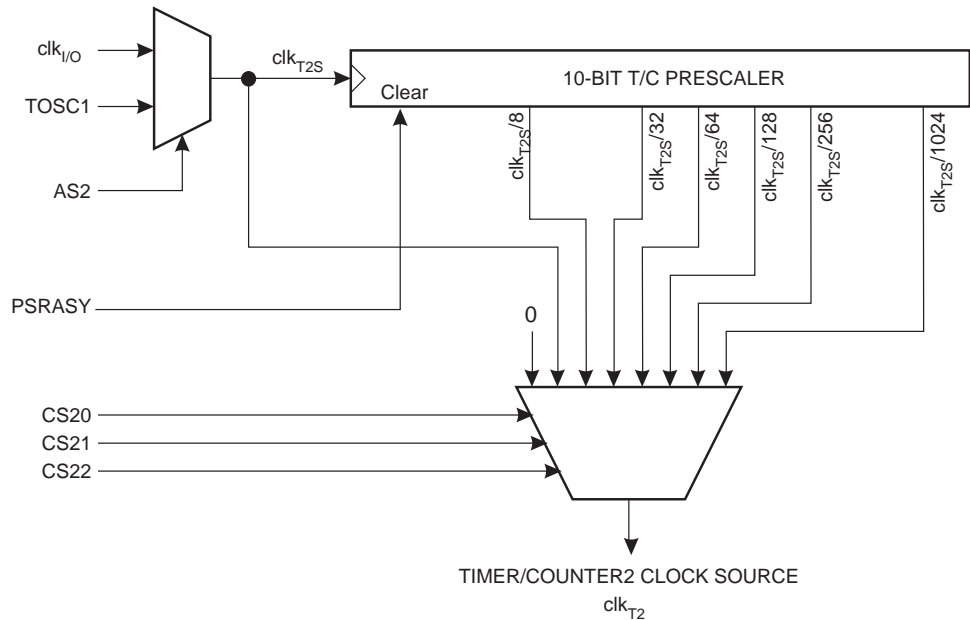 clkI/O
clkT2S
10-BIT T/C PRESCALER
TOSC1
Clear
clkT2S/8
clkT2S/32
clkT2S/64
clkT2S/128
clkT2S/256
clkT2S/1024
AS2
PSRASY
0
CS20
CS21
CS22
TIMER/COUNTER2 CLOCK SOURCE
clkT2